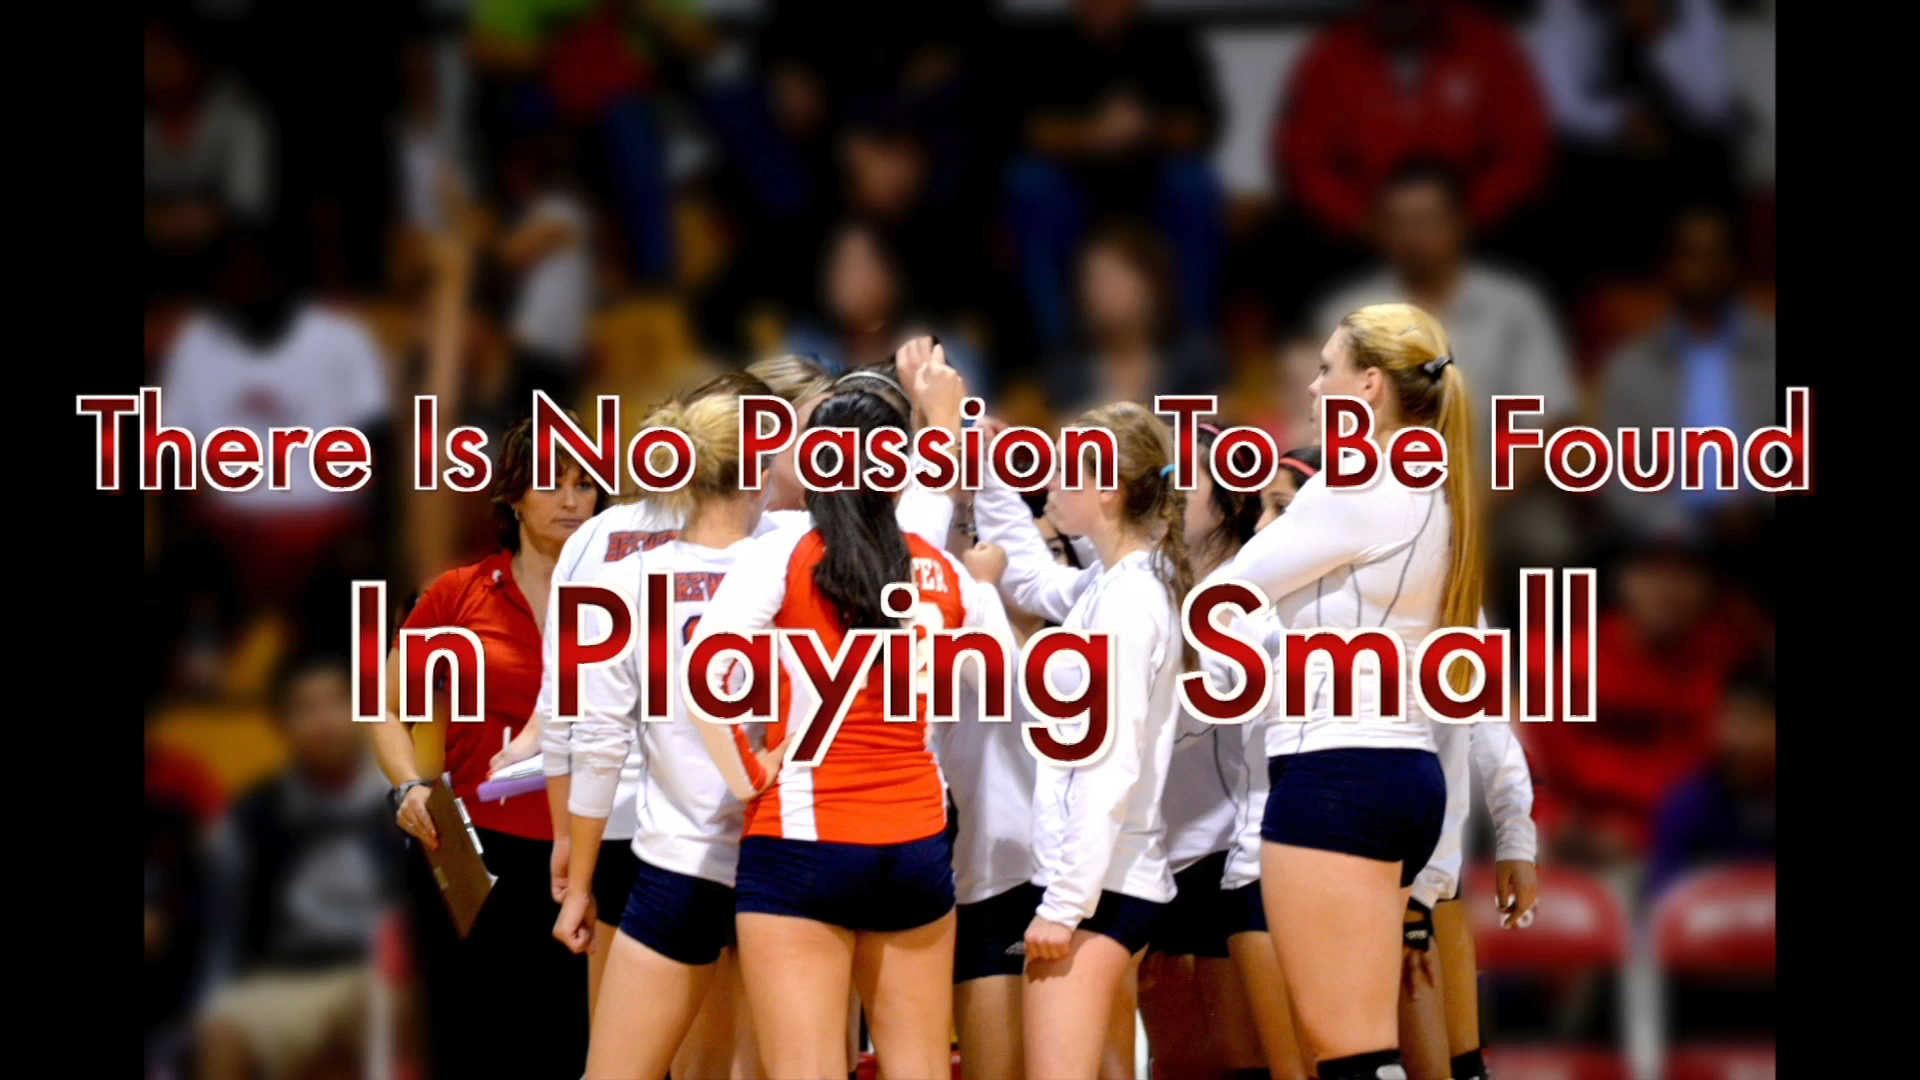 There Is No Passion To Be Found
In Playing Small